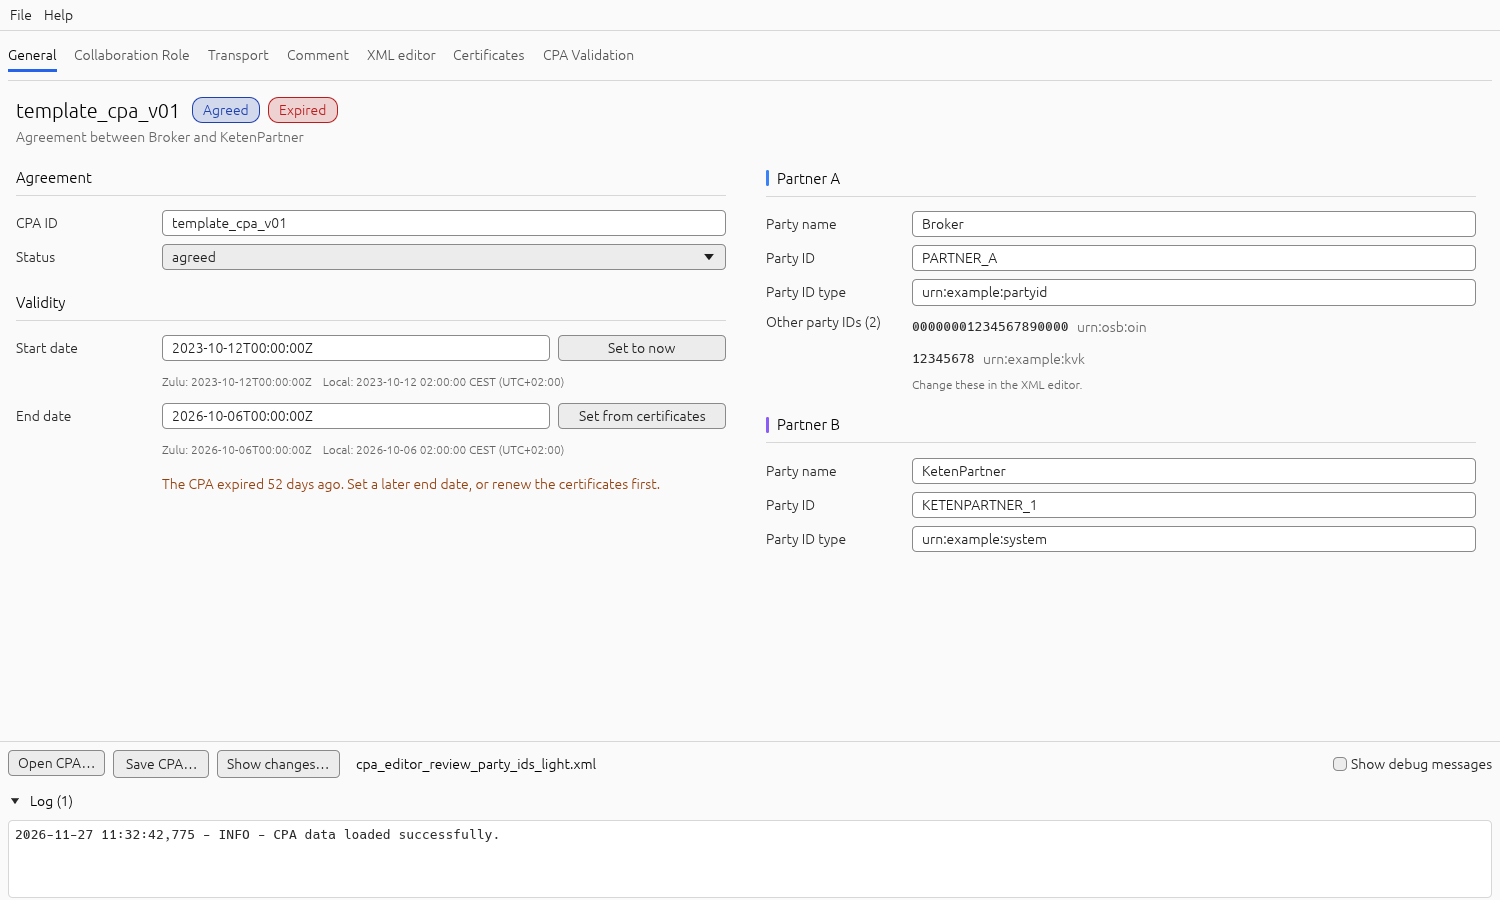 File Help
General Collaboration Role Transport Comment XML editor Certificates CPA Validation
template_cpa_v01 Agreed Expired
Agreement between Broker and KetenPartner
Agreement
CPA ID template_cpa_v01
Status agreed
Validity
Start date 2023-10-12T00:00:00Z Set to now
Zulu: 2023-10-12T00:00:00Z Local: 2023-10-12 02:00:00 CEST (UTC+02:00)
End date 2026-10-06T00:00:00Z Set from certificates
Zulu: 2026-10-06T00:00:00Z Local: 2026-10-06 02:00:00 CEST (UTC+02:00)
The CPA expired 52 days ago. Set a later end date, or renew the certificates first.
Partner A
Party name Broker
Party ID PARTNER_A
Party ID type urn:example:partyid
Other party IDs (2) 00000001234567890000 urn:osb:oin
12345678 urn:example:kvk
Change these in the XML editor.
Partner B
Party name KetenPartner
Party ID KETENPARTNER_1
Party ID type urn:example:system
Open CPA... Save CPA... Show changes... cpa_editor_review_party_ids_light.xml Show debug messages
Log (1)
2026-11-27 11:32:42,775 - INFO - CPA data loaded successfully.